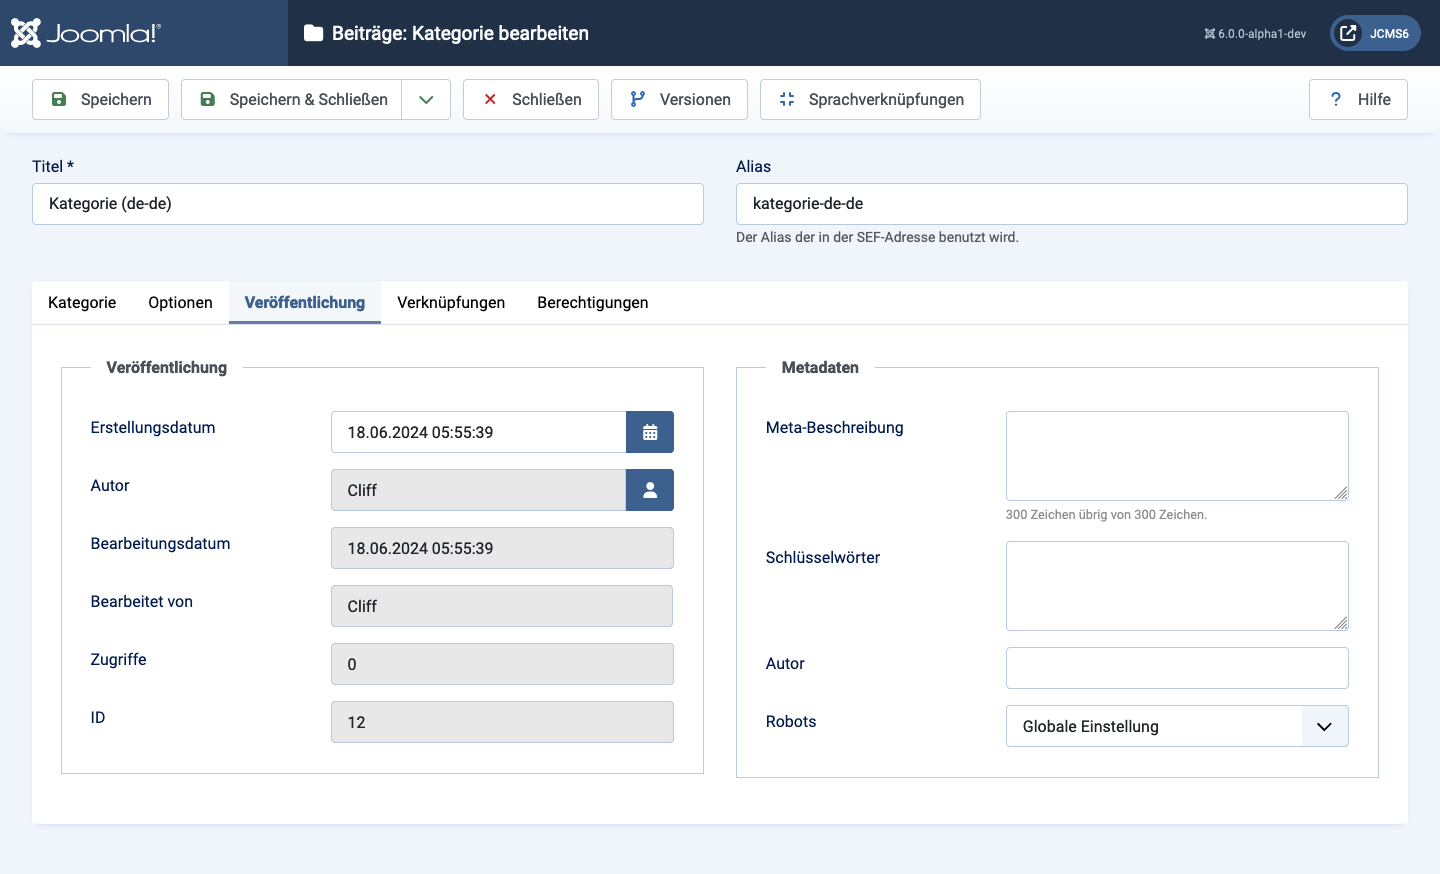 Joomla!®
Beiträge: Kategorie bearbeiten
6.0.0-alpha1-dev
JCMS6
Speichern
Speichern & Schließen
Schließen
Versionen
Sprachverknüpfungen
? Hilfe
Titel *
Kategorie (de-de)
Alias
kategorie-de-de
Der Alias der in der SEF-Adresse benutzt wird.
Kategorie
Optionen
Veröffentlichung
Verknüpfungen
Berechtigungen
Veröffentlichung
Erstellungsdatum
18.06.2024 05:55:39
Autor
Cliff
Bearbeitungsdatum
18.06.2024 05:55:39
Bearbeitet von
Cliff
Zugriffe
0
ID
12
Metadaten
Meta-Beschreibung
300 Zeichen übrig von 300 Zeichen.
Schlüsselwörter
Autor
Robots
Globale Einstellung